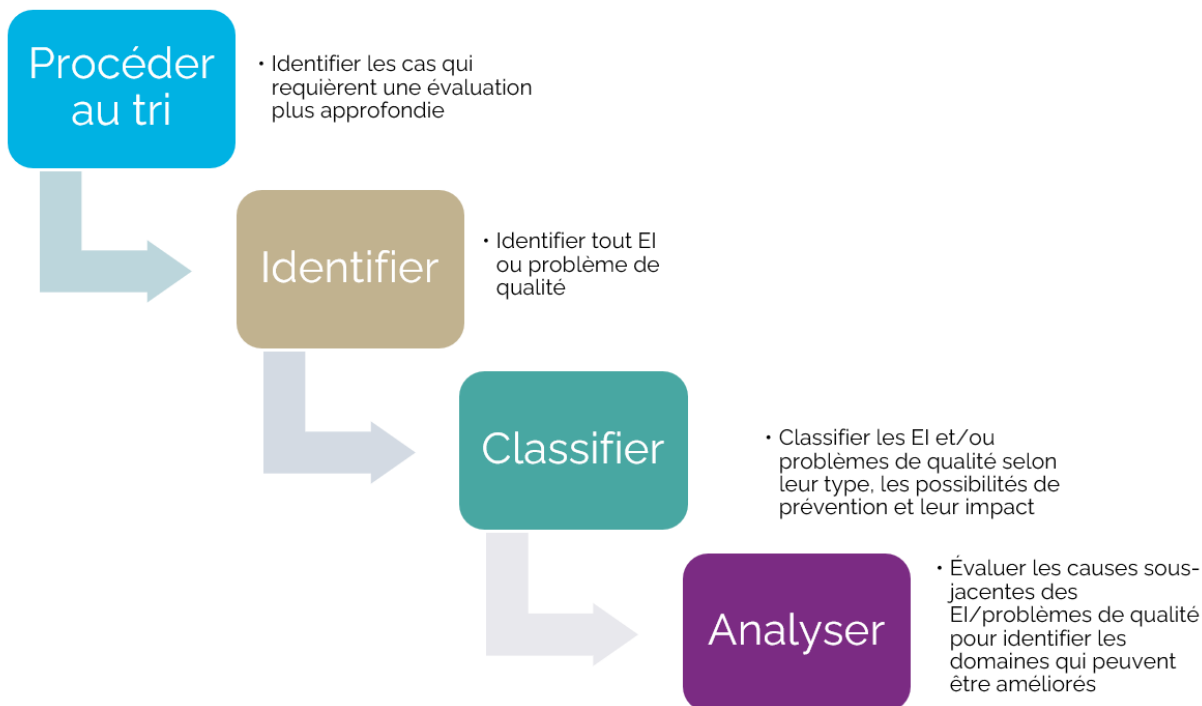 Procéder
au tri
• Identifier les cas qui
requièrent une évaluation
plus approfondie
Identifier
• Identifier tout EI
ou problème de
qualité
Classifier
• Classifier les EI et/ou
problèmes de qualité selon
leur type, les possibilités de
prévention et leur impact
Analyser
• Évaluer les causes sous-
jacentes des
EI/problèmes de qualité
pour identifier les
domaines qui peuvent
être améliorés